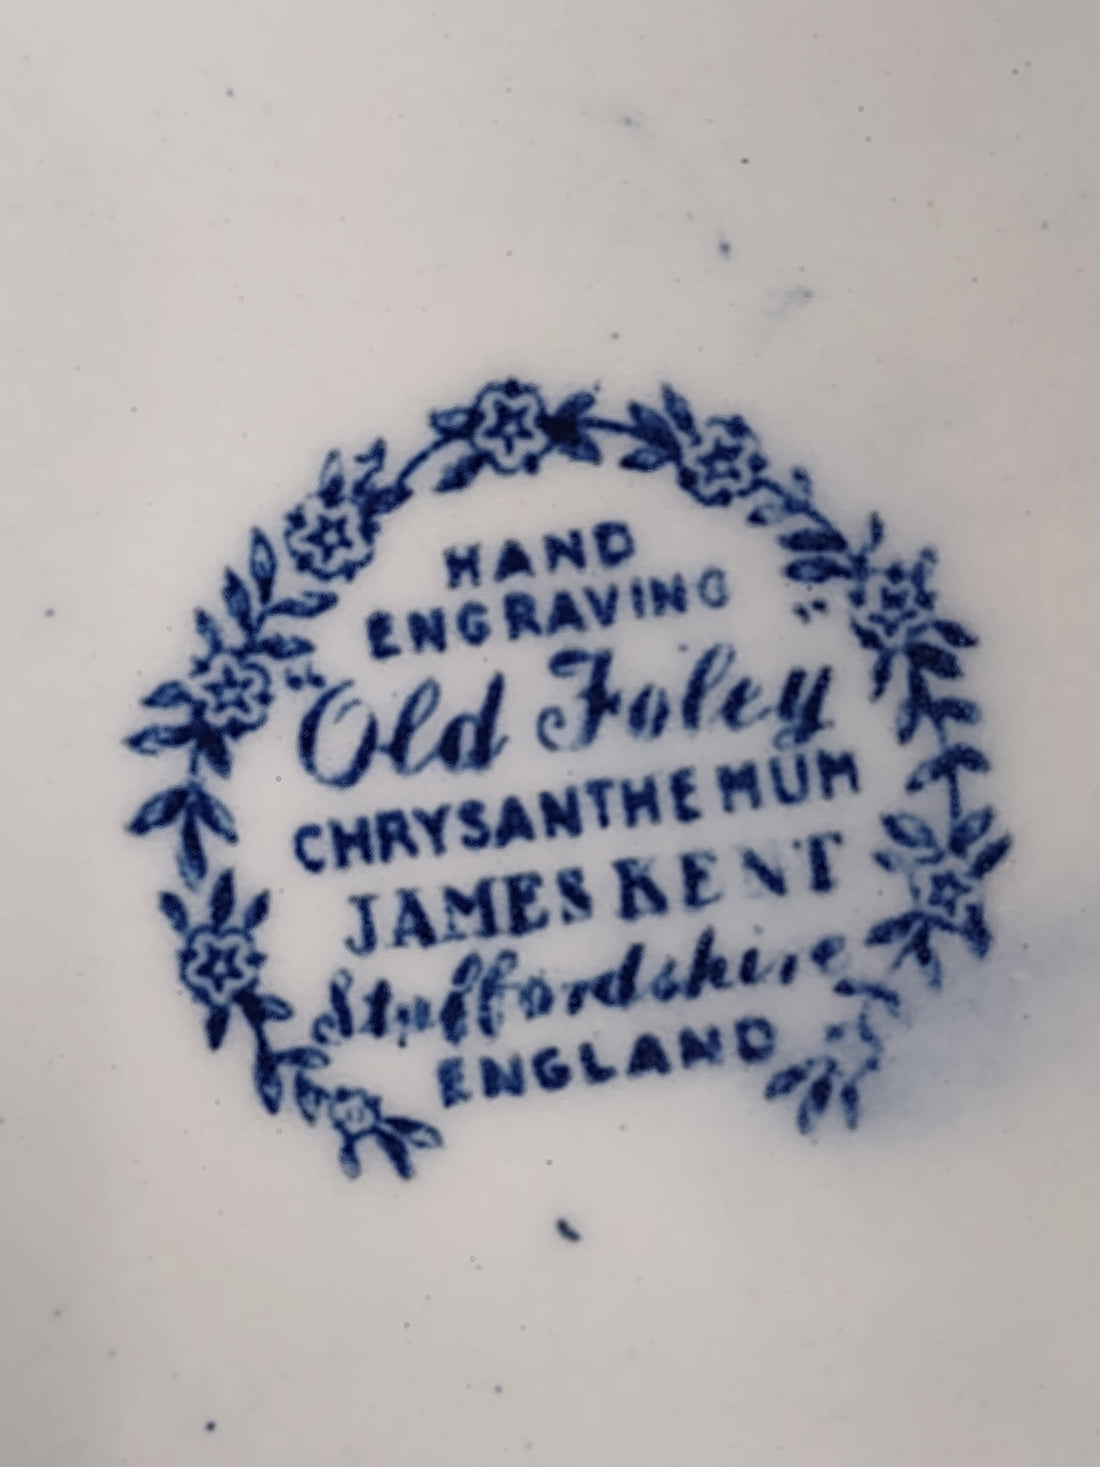 HAND
ENGRAVING
Old Foley
CHRYSANTHEMUM
JAMES KENT
Staffordshire
ENGLAND